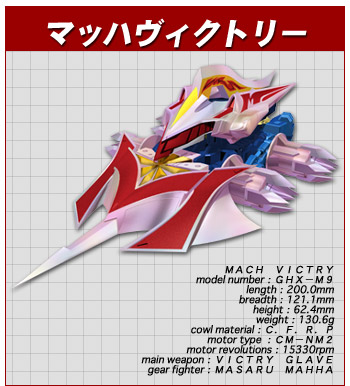 マッハヴィクトリー
MACH VICTRY
model number : GHX-M9
length : 200.0mm
breadth : 121.1mm
height : 62.4mm
weight : 130.6g
cowl material : C. F. R. P
motor type : CM-NM2
motor revolutions : 15330rpm
main weapon : VICTRY GLAVE
gear fighter : MASARU MAHHA